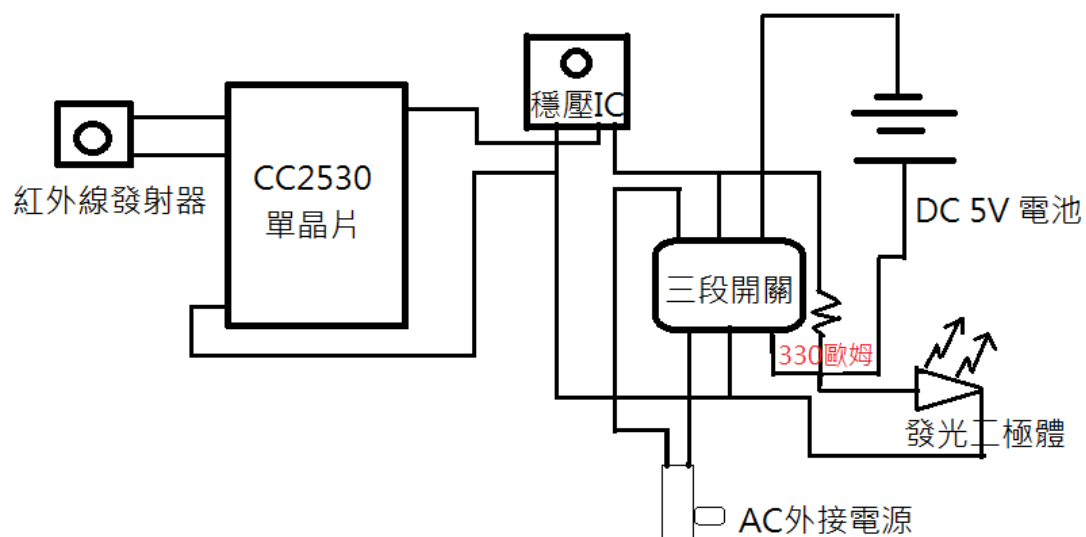 穩壓IC
紅外線發射器
CC2530
單晶片
DC 5V 電池
三段開關
330歐姆
發光二極體
AC外接電源